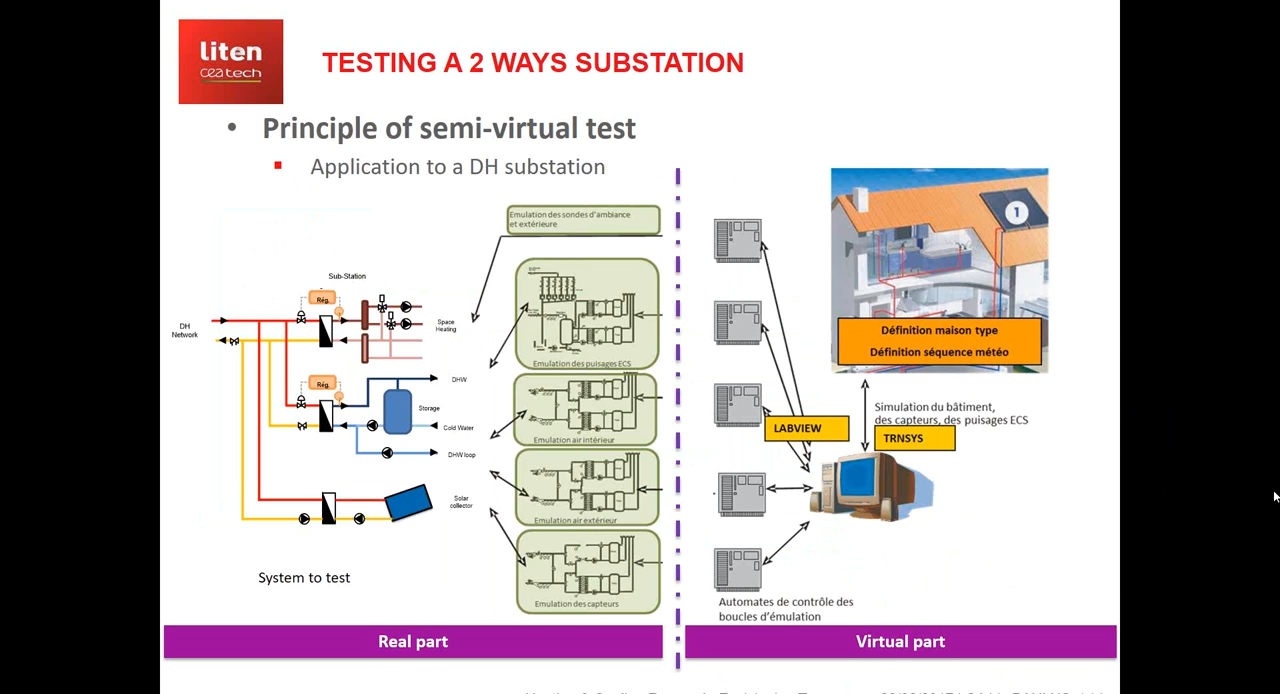 liten
ceatech
TESTING A 2 WAYS SUBSTATION
• Principle of semi-virtual test
Application to a DH substation
Emulation des sondes d'ambiance
et extérieure
Sub-Station
Rég.
DH
Network
Space
Heating
Emulation des puisages ECS
Rég.
DHW
Storage
Cold Water
DHW loop
Emulation air intérieur
Solar
collector
Emulation air extérieur
System to test
Emulation des capteurs
Real part
1
Définition maison type
Définition séquence météo
Simulation du bâtiment,
des capteurs, des puisages ECS
LABVIEW
TRNSYS
Automates de contrôle des
boucles d'émulation
Virtual part